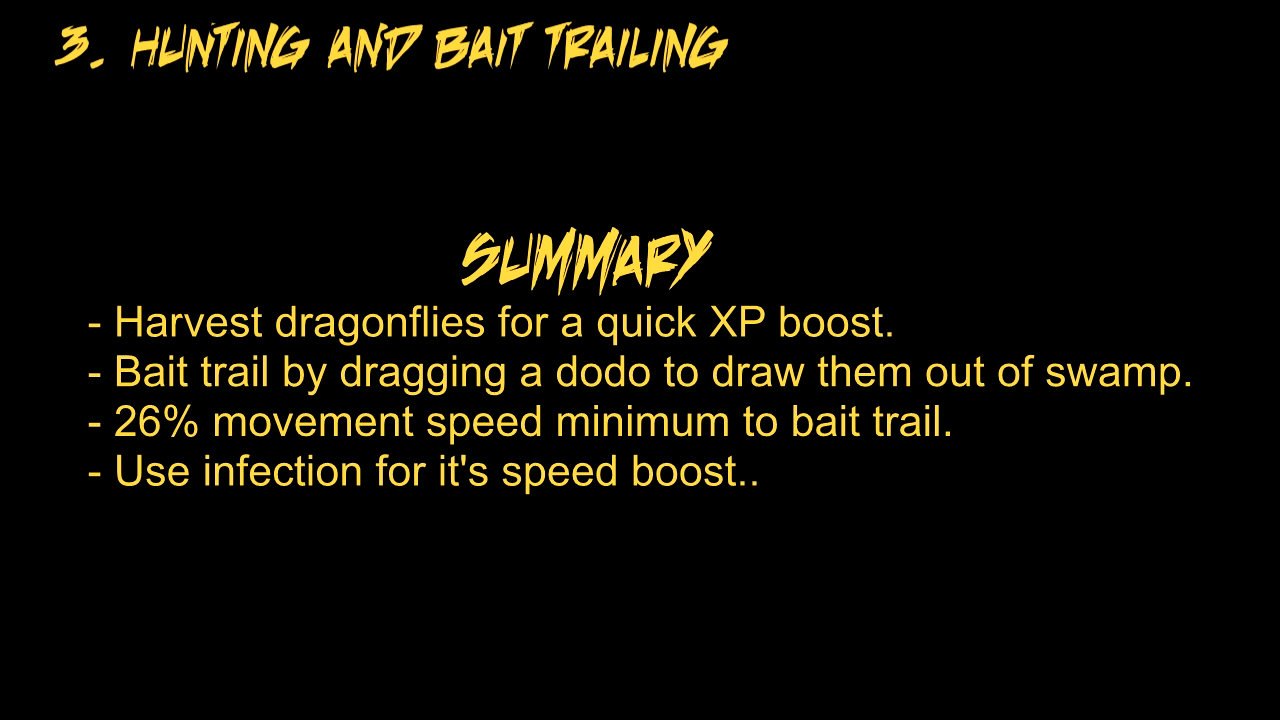 3. HUNTING AND BAIT TRAILING
SUMMARY
- Harvest dragonflies for a quick XP boost.
- Bait trail by dragging a dodo to draw them out of swamp.
- 26% movement speed minimum to bait trail.
- Use infection for it's speed boost..